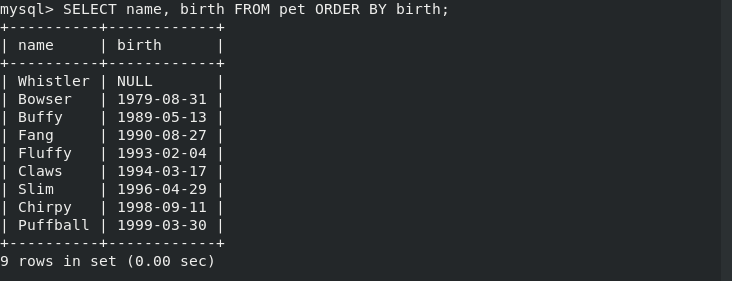 mysql> SELECT name, birth FROM pet ORDER BY birth;
+----------+------------+
| name     | birth      |
+----------+------------+
| Whistler | NULL       |
| Bowser   | 1979-08-31 |
| Buffy    | 1989-05-13 |
| Fang     | 1990-08-27 |
| Fluffy   | 1993-02-04 |
| Claws    | 1994-03-17 |
| Slim     | 1996-04-29 |
| Chirpy   | 1998-09-11 |
| Puffball | 1999-03-30 |
+----------+------------+
9 rows in set (0.00 sec)